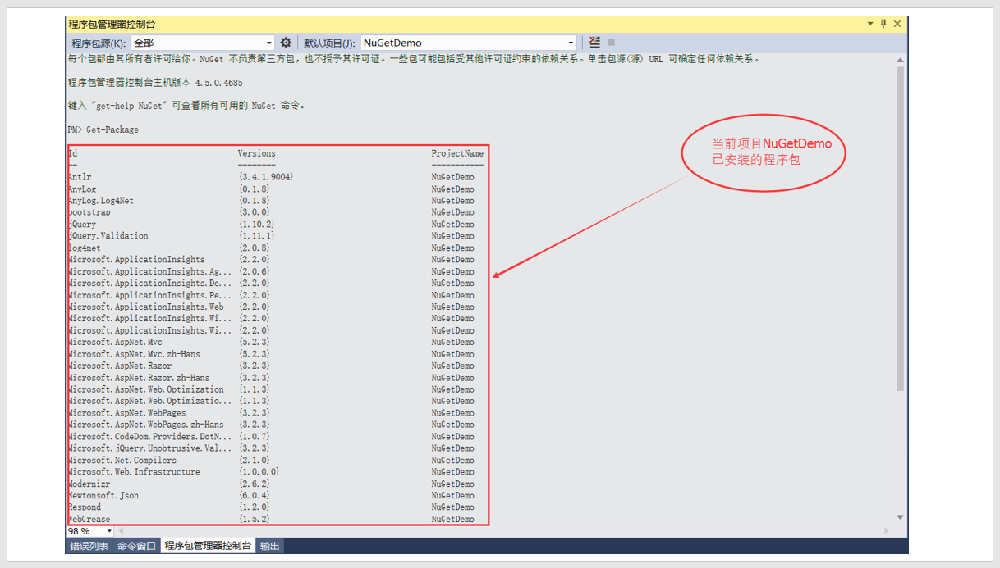 程序包管理器控制台
程序包源(K): 全部 默认项目(J): NuGetDemo
每个包都由其所有者许可给你。NuGet 不负责第三方包，也不授予其许可证。一些包可能包括受其他许可证约束的依赖关系。单击包源(源) URL 可确定任何依赖关系。
程序包管理器控制台主机版本 4.5.0.4685
键入 "get-help NuGet" 可查看所有可用的 NuGet 命令。
PM> Get-Package
Id Versions ProjectName
-- -------- -----------
Antlr {3.4.1.9004} NuGetDemo
AnyLog {0.1.8} NuGetDemo
AnyLog.Log4Net {0.1.8} NuGetDemo
bootstrap {3.0.0} NuGetDemo
jQuery {1.10.2} NuGetDemo
jQuery.Validation {1.11.1} NuGetDemo
log4net {2.0.8} NuGetDemo
Microsoft.ApplicationInsights {2.2.0} NuGetDemo
Microsoft.ApplicationInsights.Ag... {2.0.6} NuGetDemo
Microsoft.ApplicationInsights.De... {2.2.0} NuGetDemo
Microsoft.ApplicationInsights.Pe... {2.2.0} NuGetDemo
Microsoft.ApplicationInsights.Web {2.2.0} NuGetDemo
Microsoft.ApplicationInsights.Wi... {2.2.0} NuGetDemo
Microsoft.ApplicationInsights.Wi... {2.2.0} NuGetDemo
Microsoft.AspNet.Mvc {5.2.3} NuGetDemo
Microsoft.AspNet.Mvc.zh-Hans {5.2.3} NuGetDemo
Microsoft.AspNet.Razor {3.2.3} NuGetDemo
Microsoft.AspNet.Razor.zh-Hans {3.2.3} NuGetDemo
Microsoft.AspNet.Web.Optimization {1.1.3} NuGetDemo
Microsoft.AspNet.Web.Optimizatio... {1.1.3} NuGetDemo
Microsoft.AspNet.WebPages {3.2.3} NuGetDemo
Microsoft.AspNet.WebPages.zh-Hans {3.2.3} NuGetDemo
Microsoft.CodeDom.Providers.DotN... {1.0.7} NuGetDemo
Microsoft.jQuery.Unobtrusive.Val... {3.2.3} NuGetDemo
Microsoft.Net.Compilers {2.1.0} NuGetDemo
Microsoft.Web.Infrastructure {1.0.0.0} NuGetDemo
Modernizr {2.6.2} NuGetDemo
Newtonsoft.Json {6.0.4} NuGetDemo
Respond {1.2.0} NuGetDemo
WebGrease {1.5.2} NuGetDemo
当前项目NuGetDemo
已安装的程序包
98 %
错误列表 命令窗口 程序包管理器控制台 输出